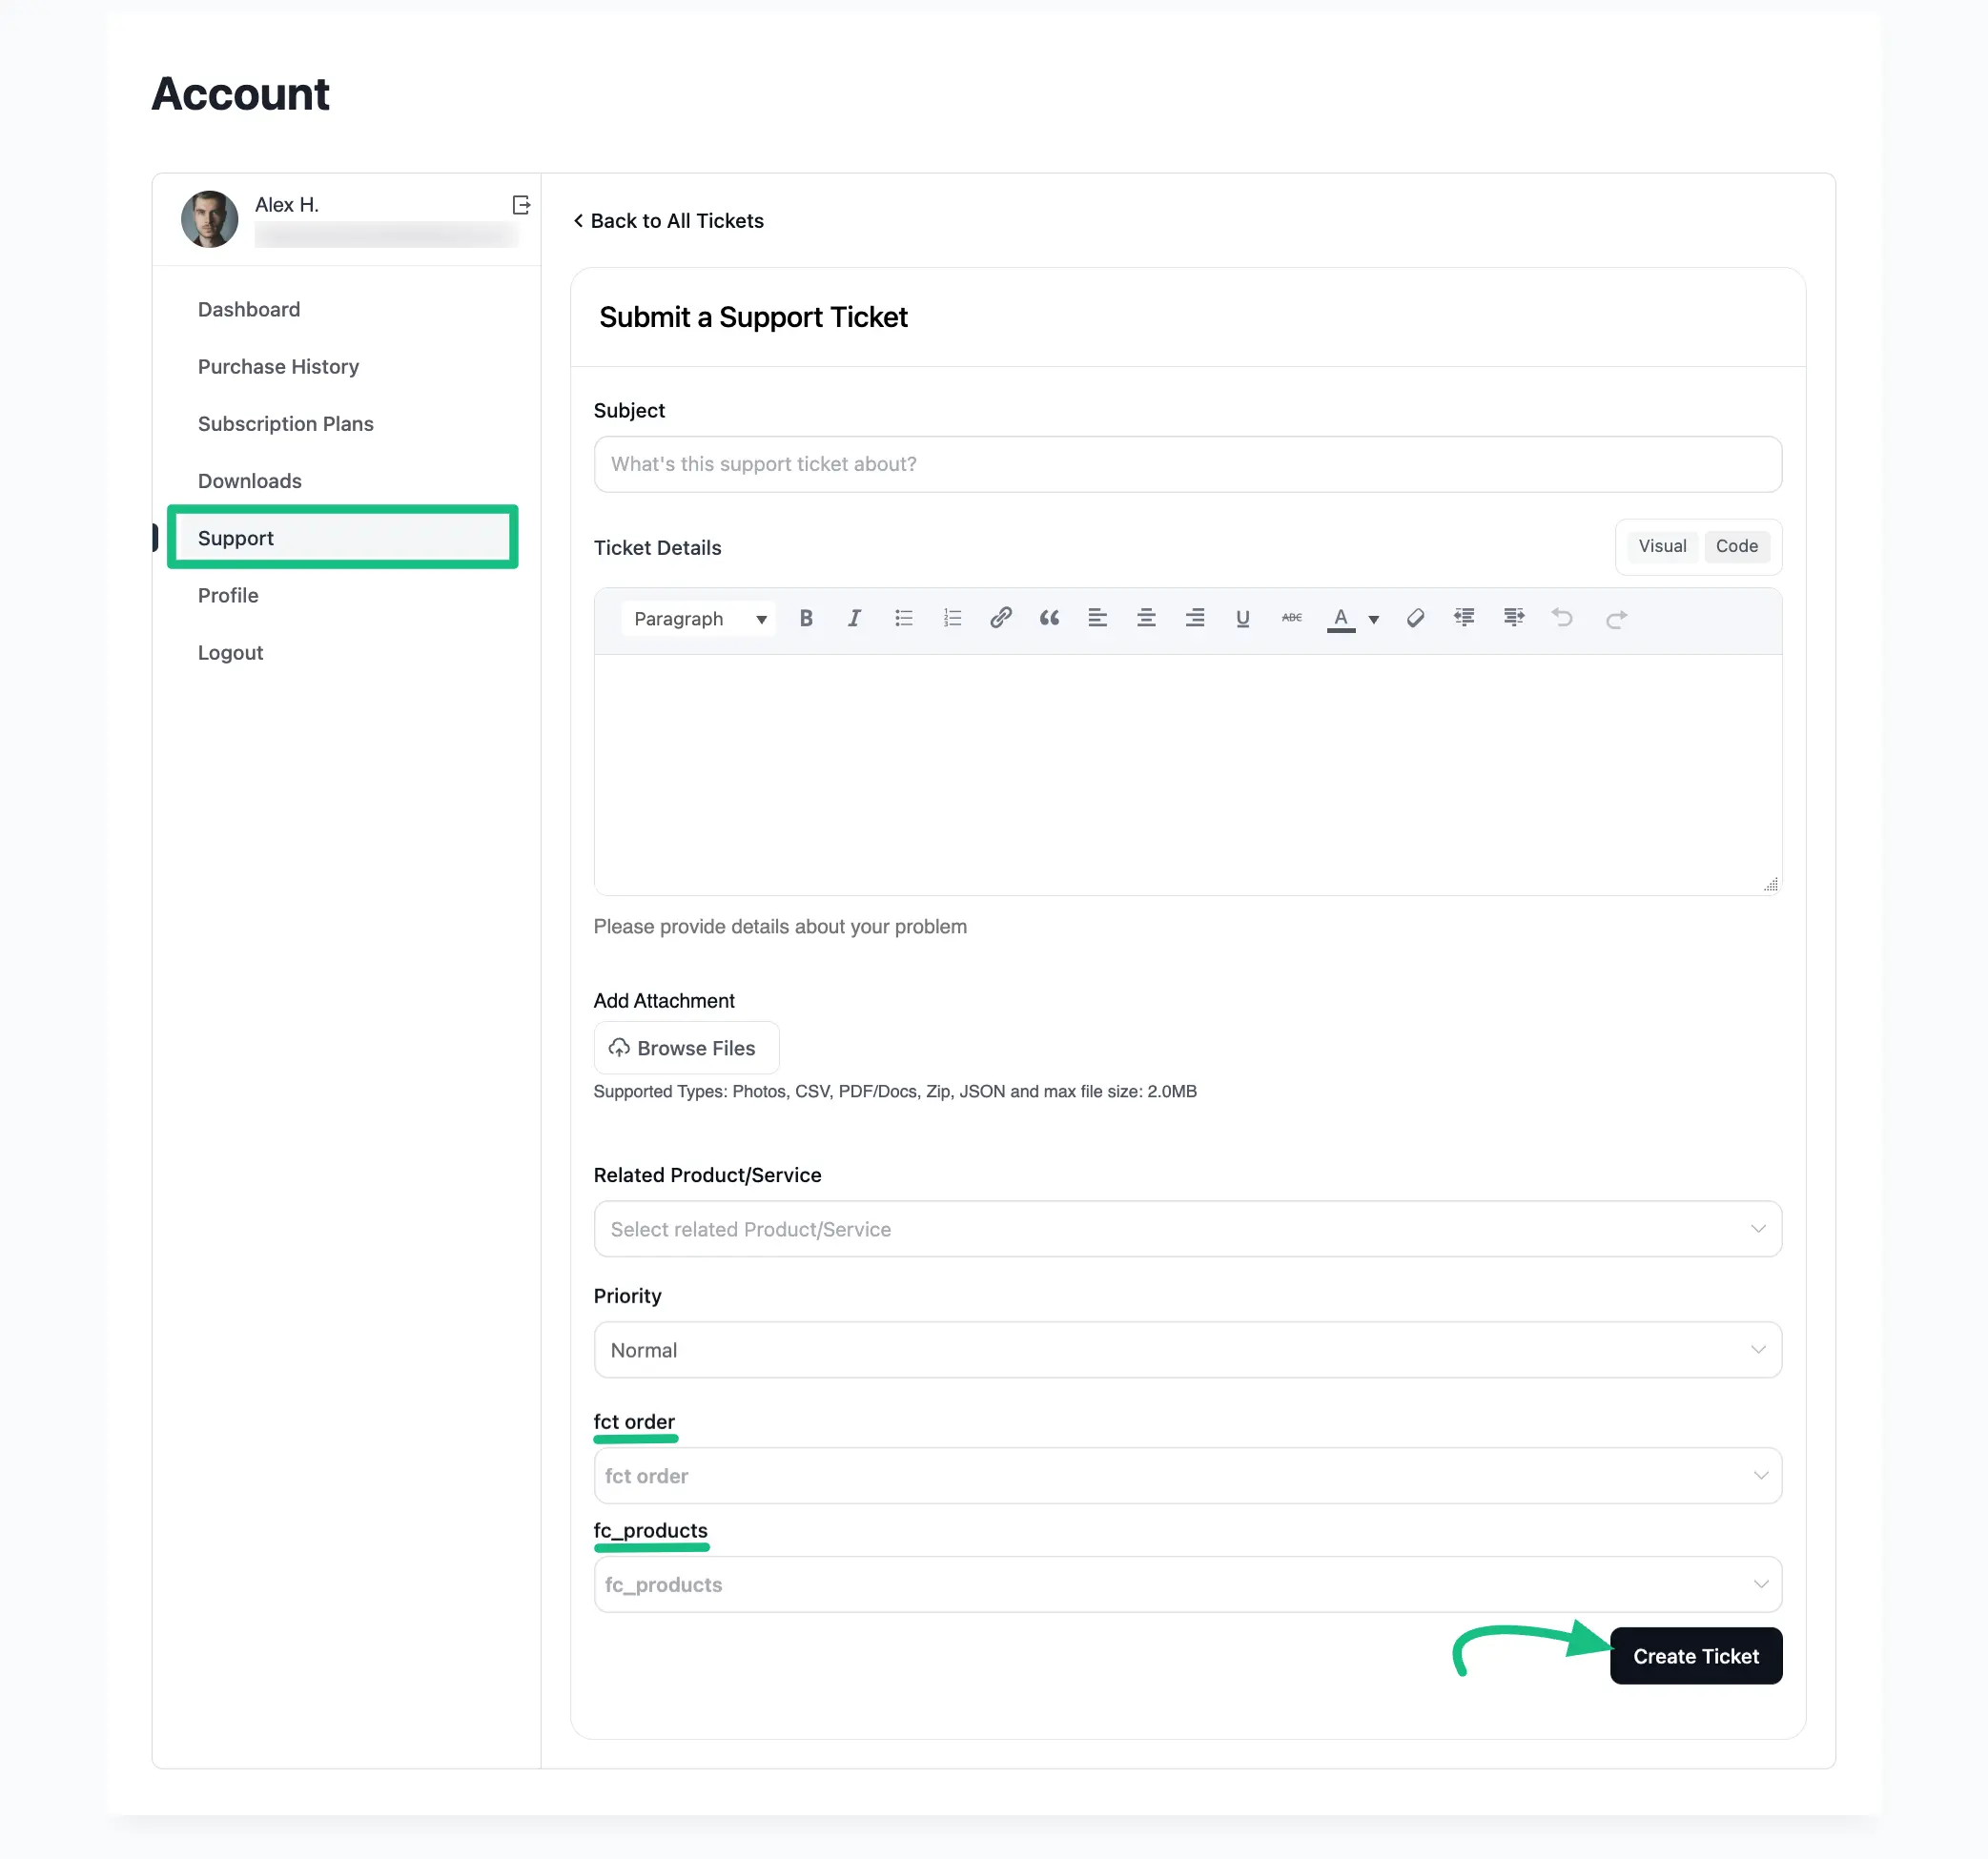 Account
Alex H.
Dashboard
Purchase History
Subscription Plans
Downloads
Support
Profile
Logout
Back to All Tickets
Submit a Support Ticket
Subject
What's this support ticket about?
Ticket Details
Visual Code
Paragraph B I ABC A
Please provide details about your problem
Add Attachment
Browse Files
Supported Types: Photos, CSV, PDF/Docs, Zip, JSON and max file size: 2.0MB
Related Product/Service
Select related Product/Service
Priority
Normal
fct order
fct order
fc_products
fc_products
Create Ticket